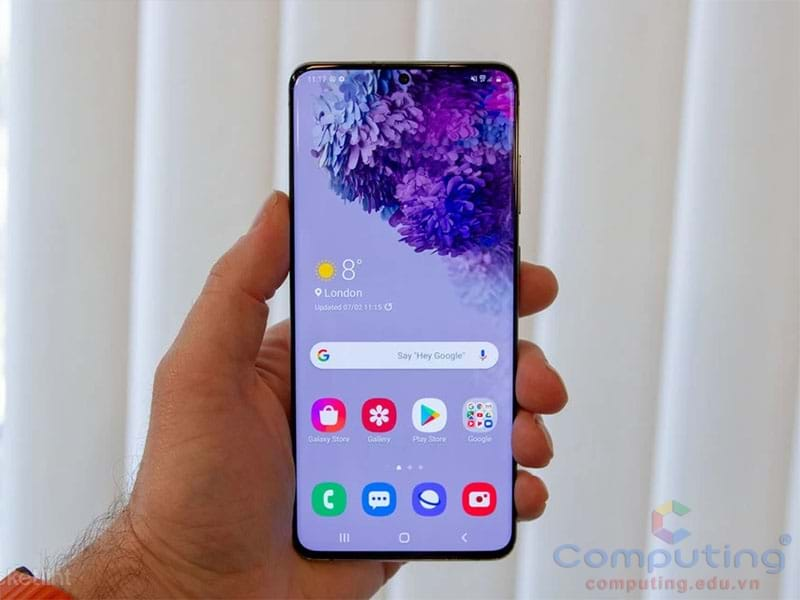 11:17
8°
London
Updated 07/02 11:15
Say "Hey Google"
Galaxy Store
Gallery
Play Store
Google
Computing®
computing.edu.vn